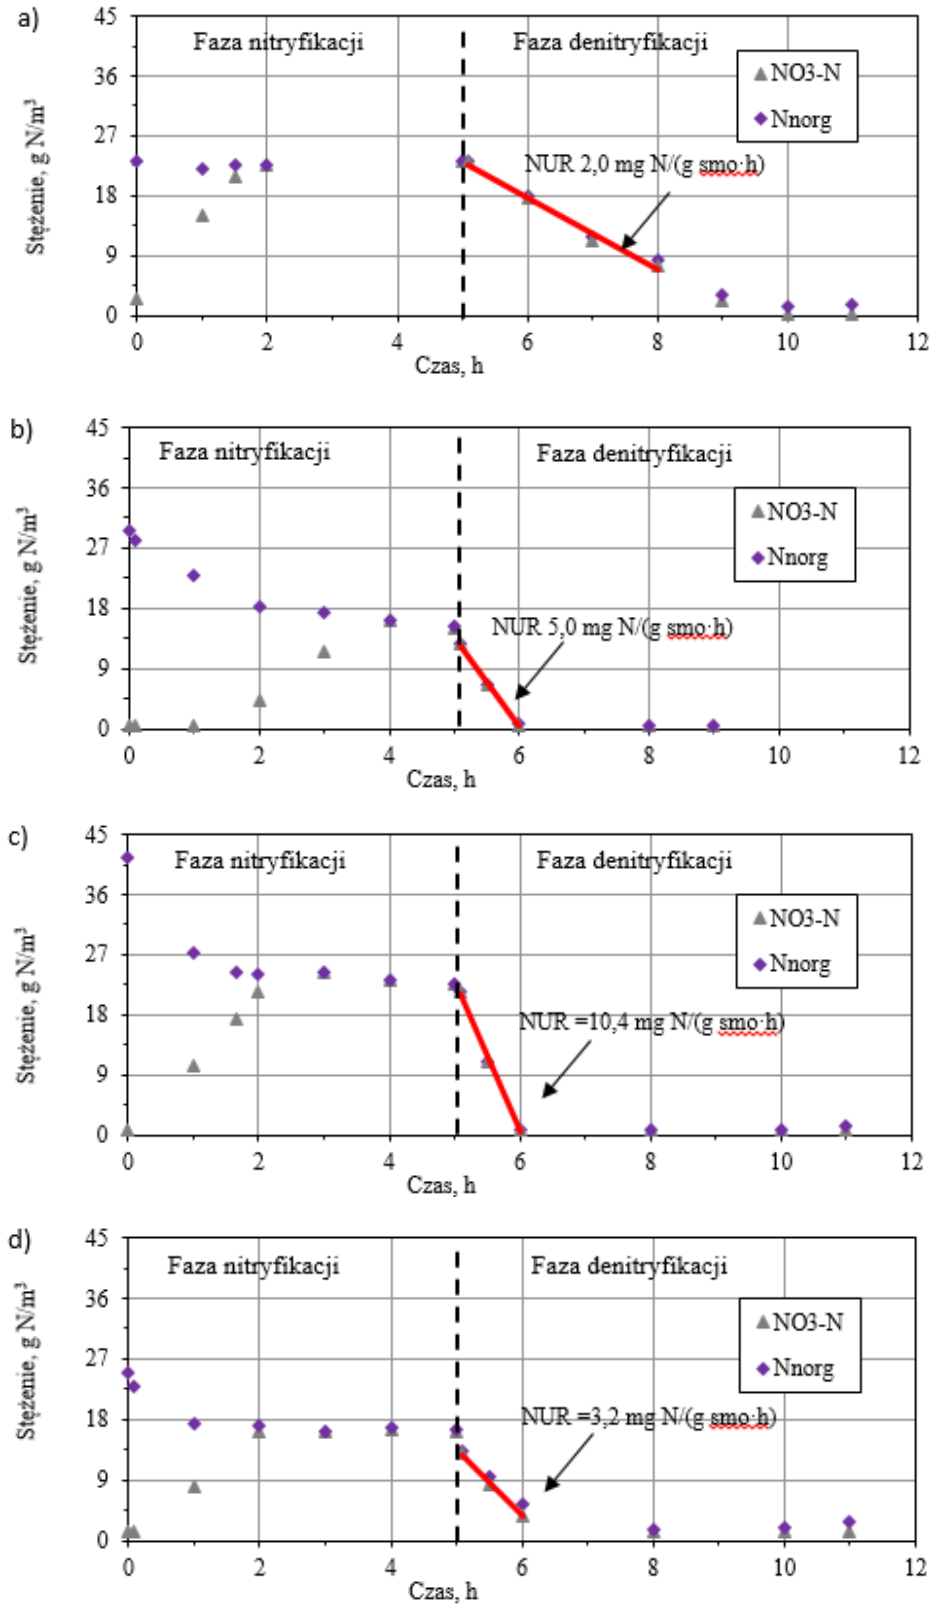 a)
45
36
27
18
9
0
Stężenie, g N/m³
Faza nitryfikacji
Faza denitryfikacji
NO3-N
Nnorg
NUR 2,0 mg N/(g smo·h)
0 2 4 6 8 10 12
Czas, h
b)
45
36
27
18
9
0
Stężenie, g N/m³
Faza nitryfikacji
Faza denitryfikacji
NO3-N
Nnorg
NUR 5,0 mg N/(g smo·h)
0 2 4 6 8 10 12
Czas, h
c)
45
36
27
18
9
0
Stężenie, g N/m³
Faza nitryfikacji
Faza denitryfikacji
NO3-N
Nnorg
NUR =10,4 mg N/(g smo·h)
0 2 4 6 8 10 12
Czas, h
d)
45
36
27
18
9
0
Stężenie, g N/m³
Faza nitryfikacji
Faza denitryfikacji
NO3-N
Nnorg
NUR =3,2 mg N/(g smo·h)
0 2 4 6 8 10 12
Czas, h